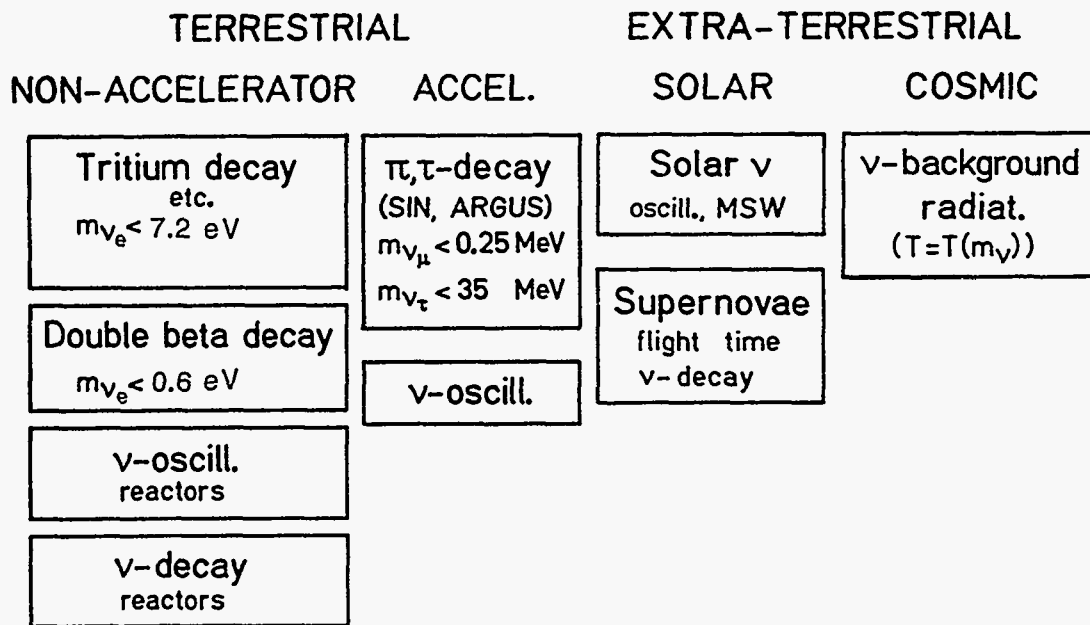 TERRESTRIAL
EXTRA-TERRESTRIAL
NON-ACCELERATOR
ACCEL.
SOLAR
COSMIC
Tritium decay
etc.
mνe < 7.2 eV
Double beta decay
mνe < 0.6 eV
ν-oscill.
reactors
ν-decay
reactors
π,τ-decay
(SIN, ARGUS)
mνμ < 0.25 MeV
mντ < 35 MeV
ν-oscill.
Solar ν
oscill., MSW
Supernovae
flight time
ν-decay
ν-background
radiat.
(T=T(mν))